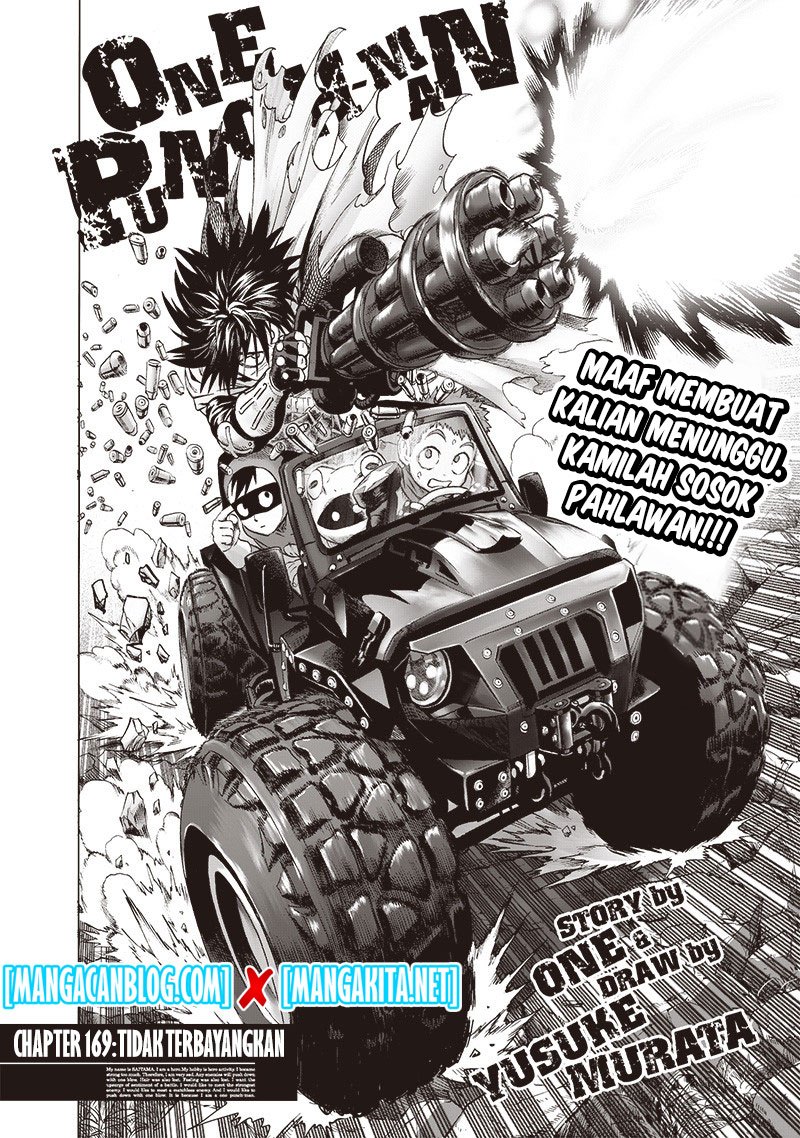 ONE
PUNCH-MAN
MAAF MEMBUAT
KALIAN MENUNGGU.
KAMILAH SOSOK
PAHLAWAN!!!
STORY by
ONE &
DRAW by
YUSUKE
MURATA
[MANGACANBLOG.COM] X [MANGAKITA.NET]
CHAPTER 169:TIDAK TERBAYANGKAN
My name is SAITAMA. I am a hero. My hobby is hero activity. I became
strong too much. Therefore, I am very sad. Any enemies will push down
with one blow. Hair was also lost. Feeling was also lost. I want the
upsurge of sentiment of a battle. I would like to meet the strongest
enemy. I would like to meet a matchless enemy. And I would like to
push down with one blow. It is because I am a one punch-man.